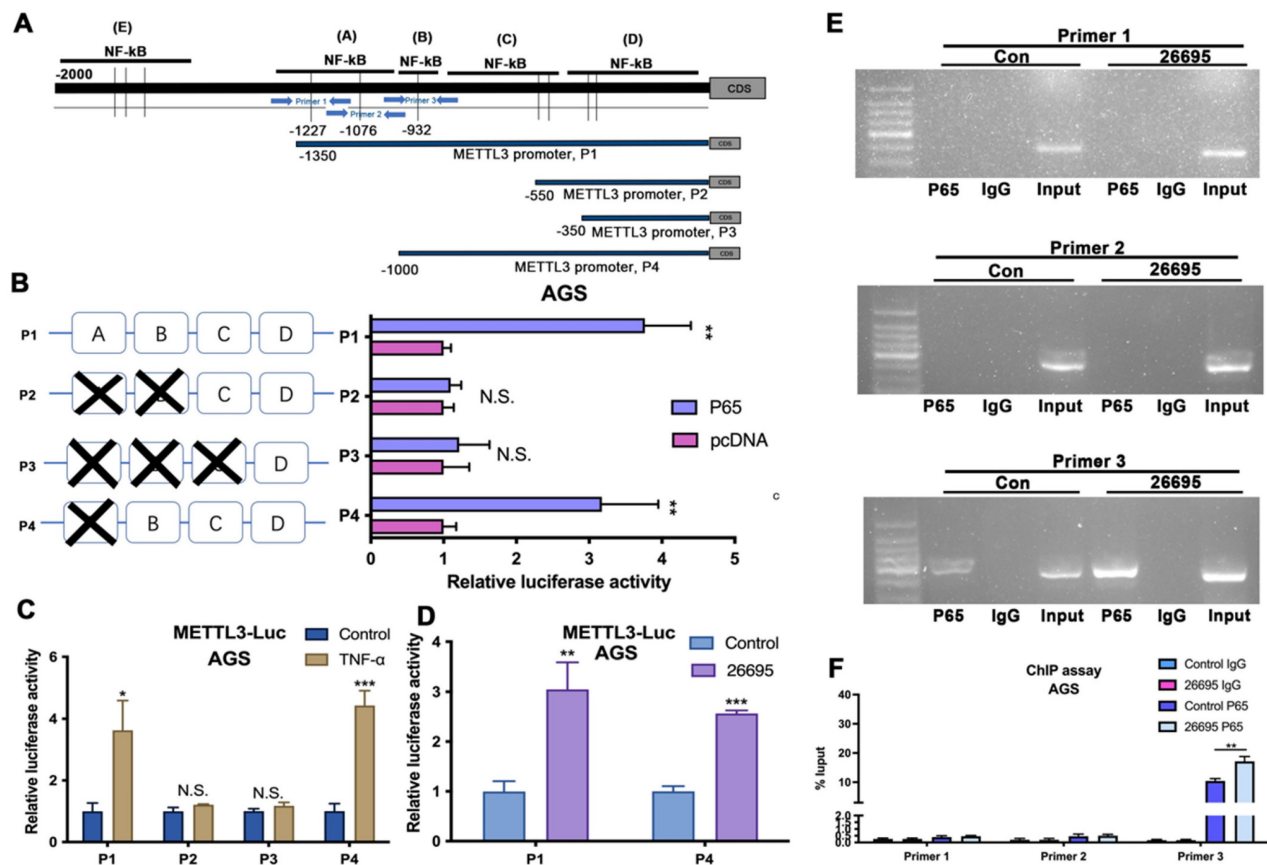 A
(E)
NF-kB
(A)
NF-kB
(B)
NF-kB
(C)
NF-kB
(D)
NF-kB
-2000
CDS
Primer 1
Primer 2
Primer 3
-1227
-1076
-932
-1350
METTL3 promoter, P1
CDS
-550
METTL3 promoter, P2
CDS
-350
METTL3 promoter, P3
CDS
-1000
METTL3 promoter, P4
CDS
B
AGS
P1 A B C D
P2 C D
P3 D
P4 B C D
P1
**
P2
N.S.
P3
N.S.
P4
**
P65
pcDNA
c
0 1 2 3 4 5
Relative luciferase activity
C
METTL3-Luc
AGS
Control
TNF-α
Relative luciferase activity
6
4
2
0
*
N.S.
N.S.
***
P1 P2 P3 P4
D
METTL3-Luc
AGS
Control
26695
Relative luciferase activity
4
3
2
1
0
**
***
P1 P4
E
Primer 1
Con 26695
P65 IgG Input P65 IgG Input
Primer 2
Con 26695
P65 IgG Input P65 IgG Input
Primer 3
Con 26695
P65 IgG Input P65 IgG Input
F
ChIP assay
AGS
Control IgG
26695 IgG
Control P65
26695 P65
% Iuput
40
30
20
10
2.0
1.5
1.0
0.5
0.0
**
Primer 1 Primer 2 Primer 3